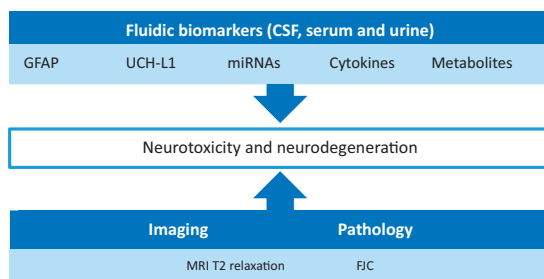 Fluidic biomarkers (CSF, serum and urine)
GFAP UCH-L1 miRNAs Cytokines Metabolites
Neurotoxicity and neurodegeneration
Imaging Pathology
MRI T2 relaxation FJC